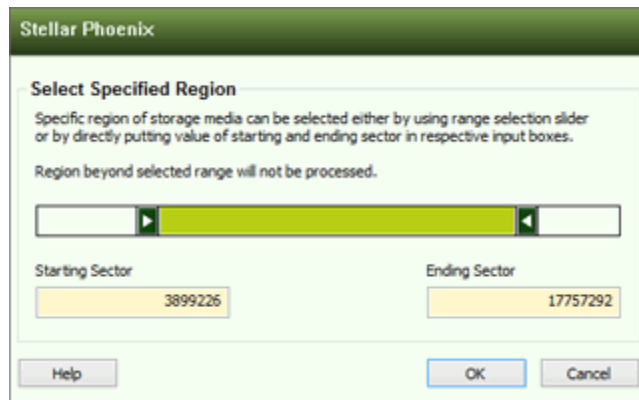 Stellar Phoenix
Select Specified Region
Specific region of storage media can be selected either by using range selection slider
or by directly putting value of starting and ending sector in respective input boxes.
Region beyond selected range will not be processed.
Starting Sector
Ending Sector
3899226
17757292
Help
OK
Cancel